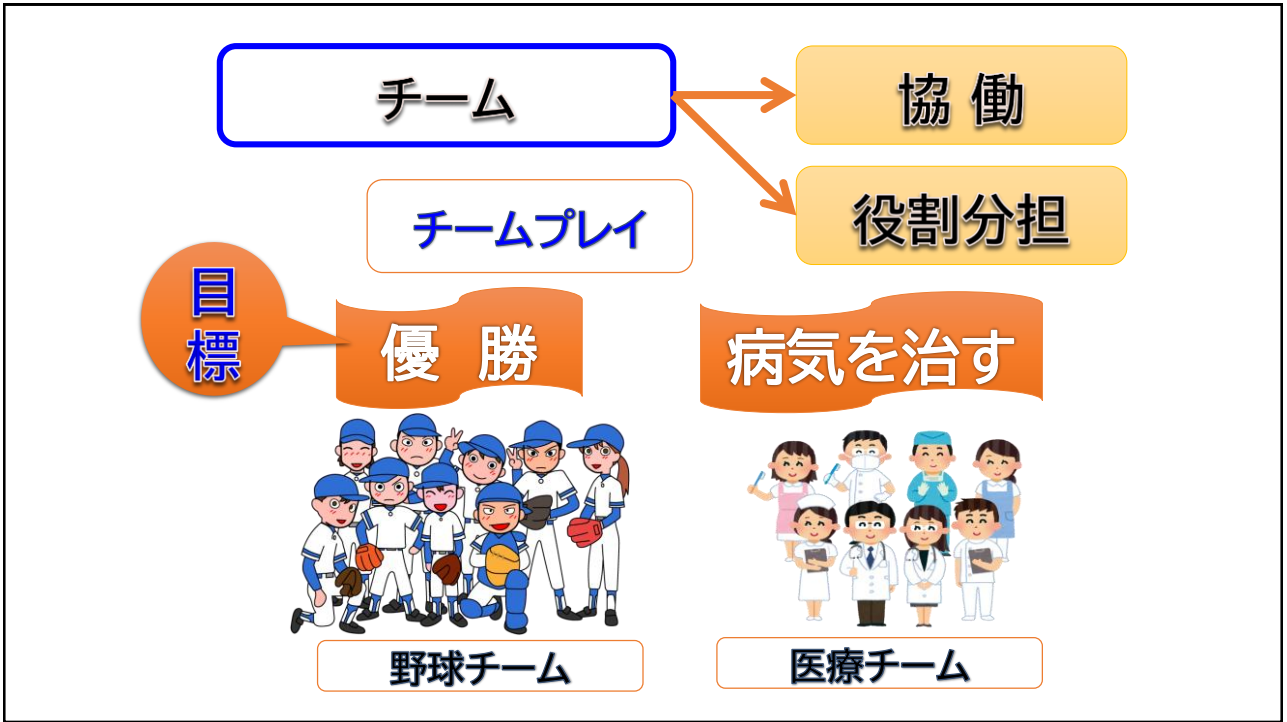 チーム
協 働
役割分担
チームプレイ
目
標
優 勝
病気を治す
野球チーム
医療チーム